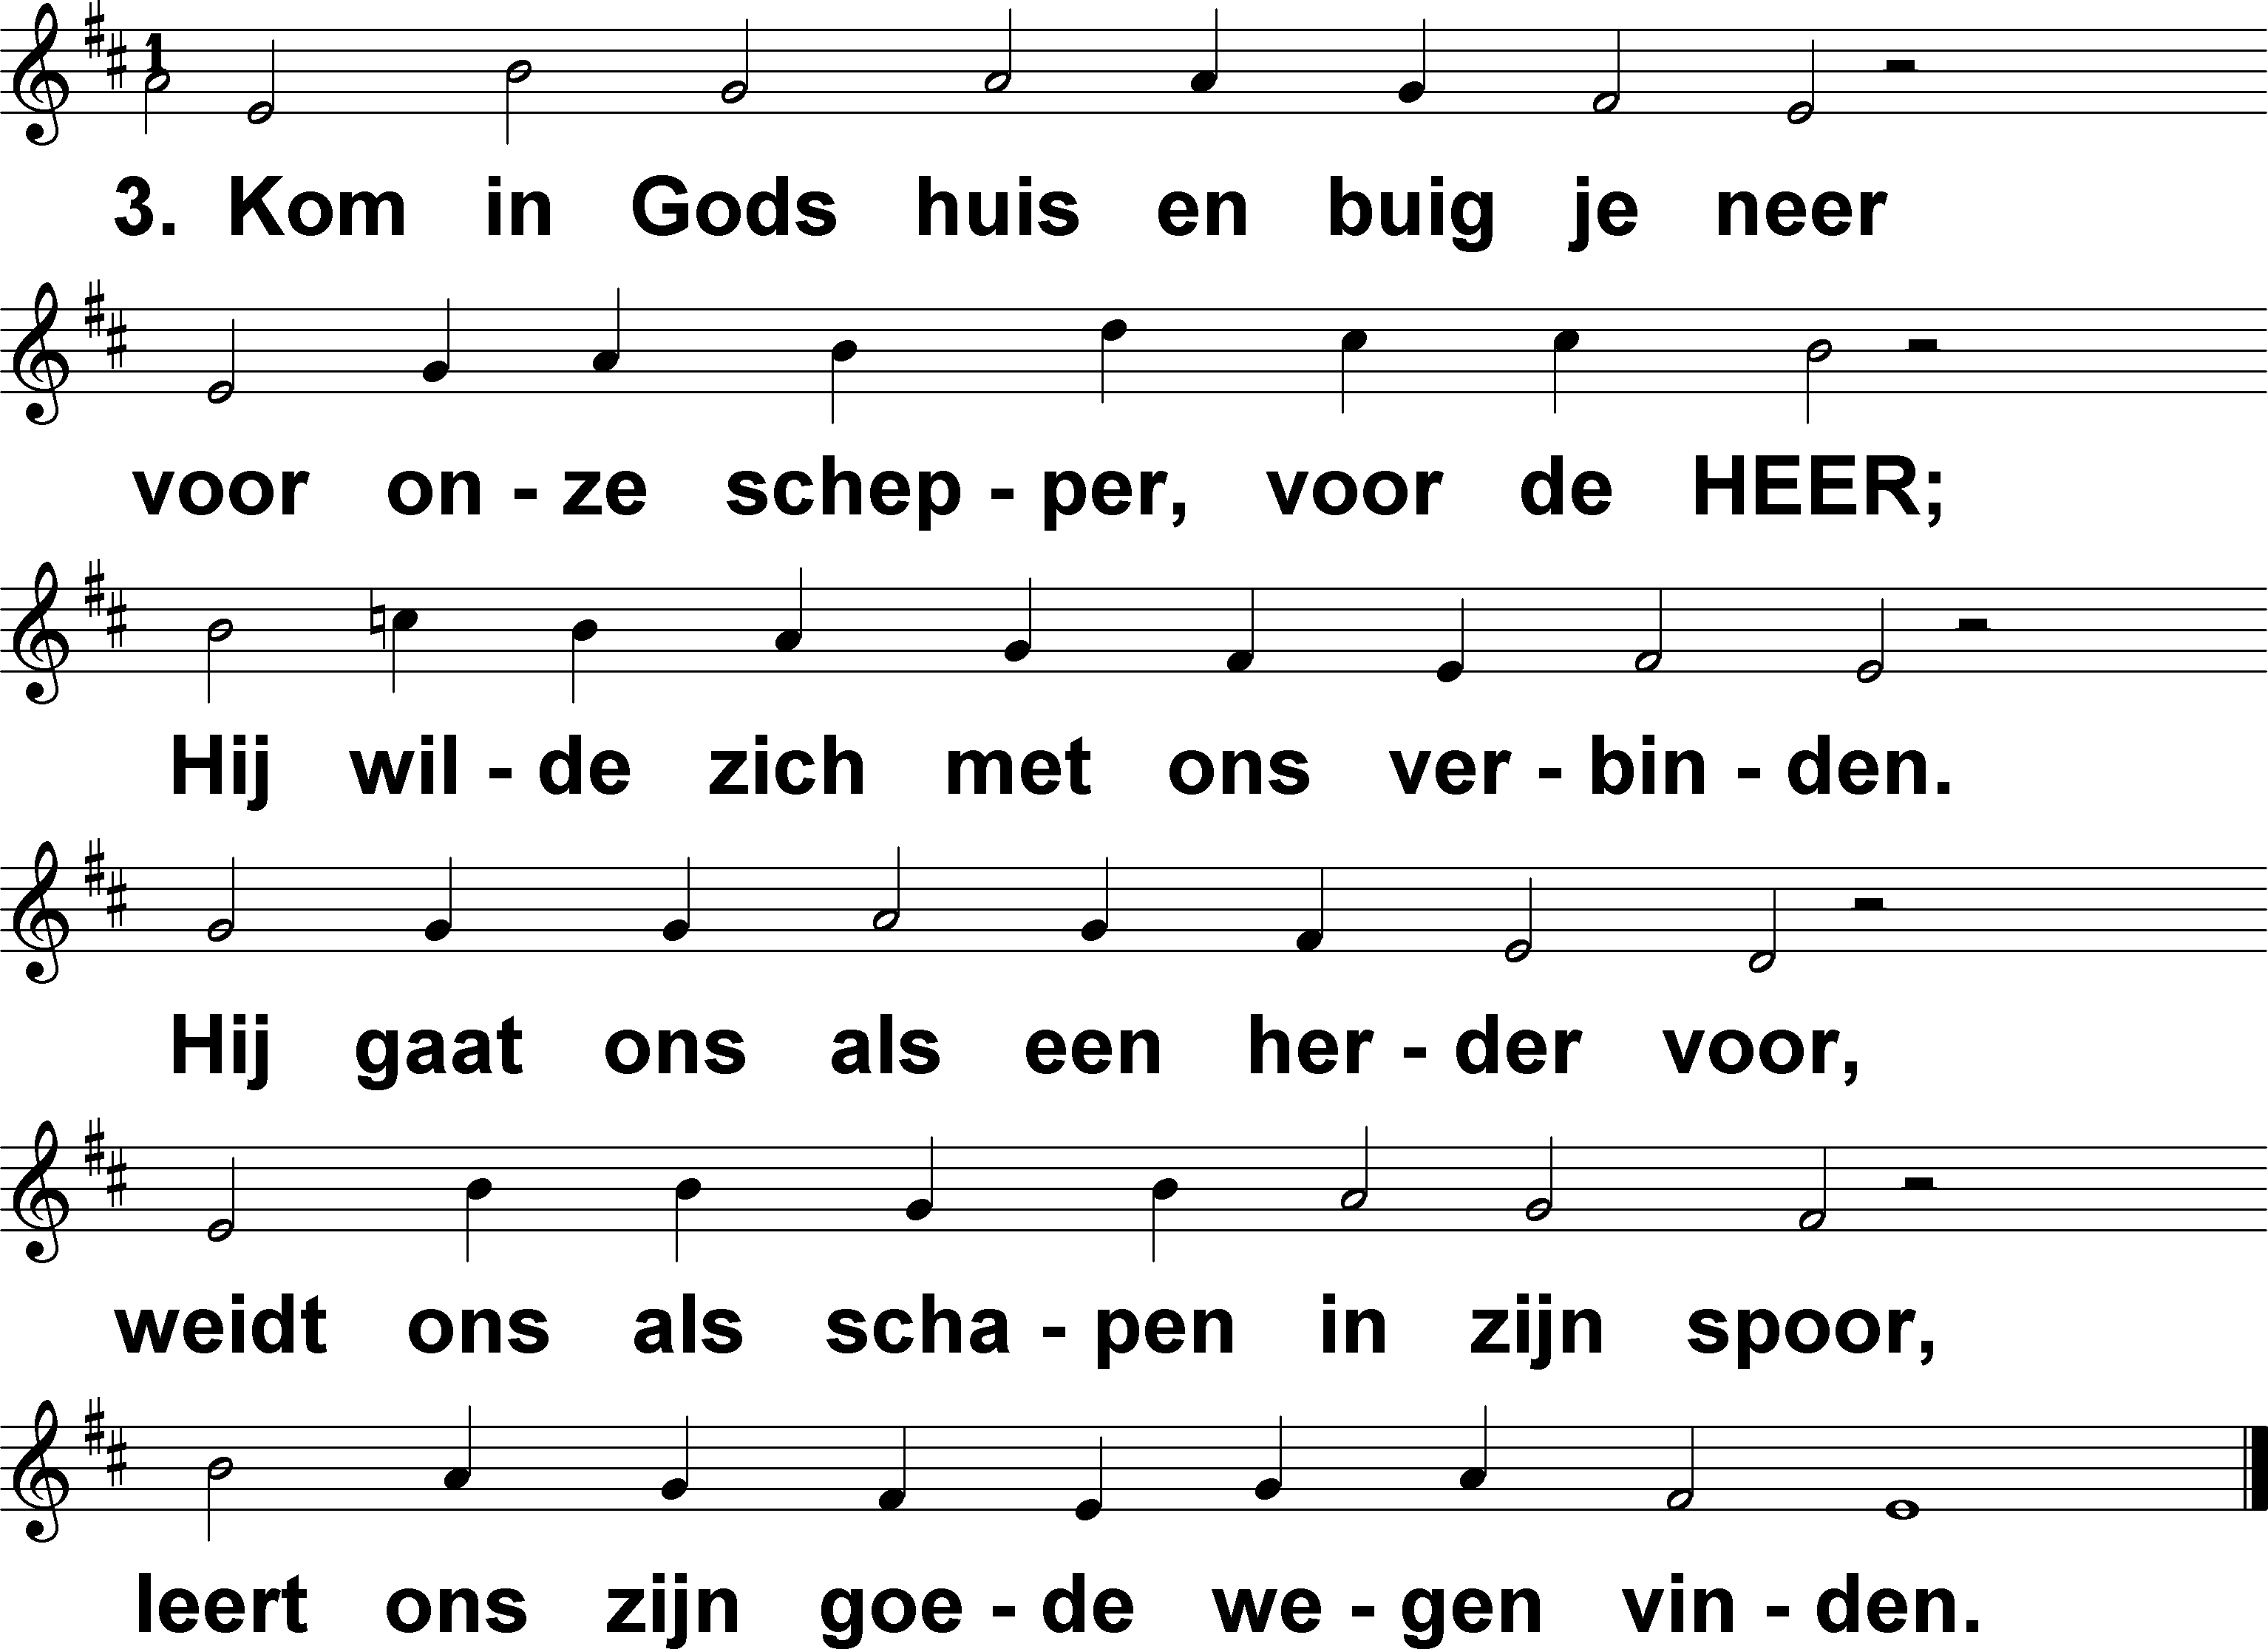 1
3. Kom in Gods huis en buig je neer
voor on - ze schep - per, voor de HEER;
Hij wil - de zich met ons ver - bin - den.
Hij gaat ons als een her - der voor,
weidt ons als scha - pen in zijn spoor,
leert ons zijn goe - de we - gen vin - den.